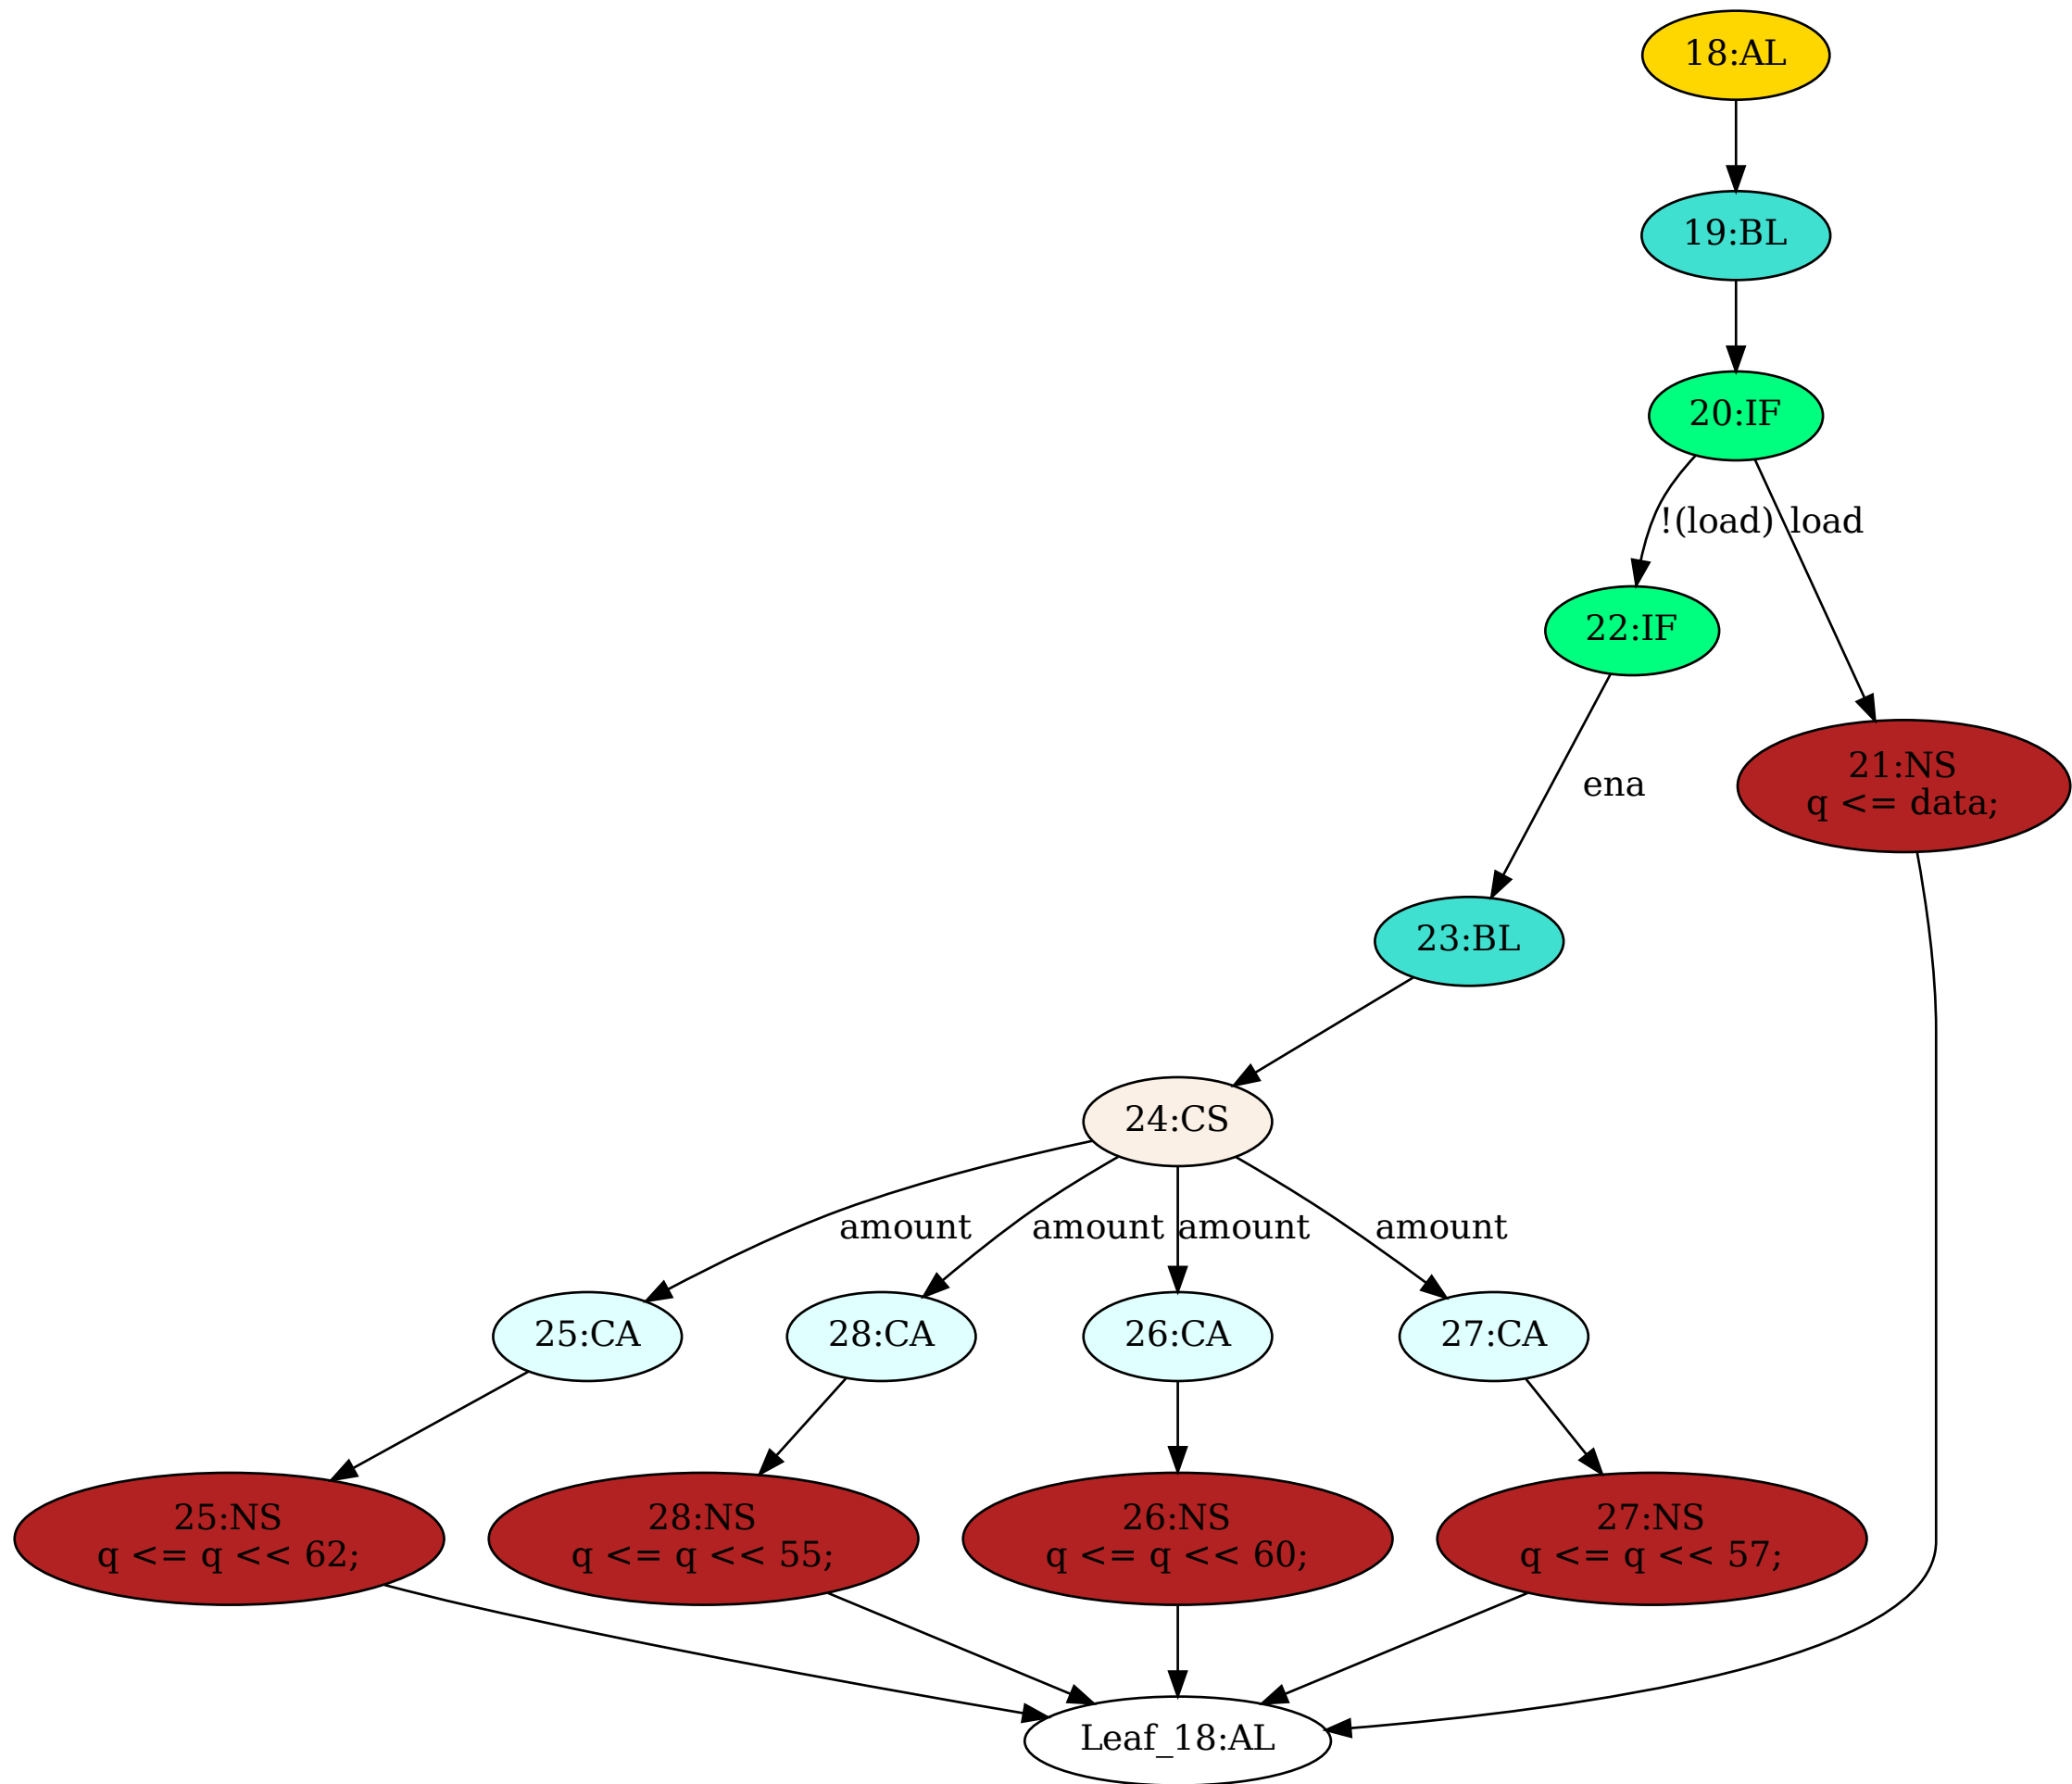 18:AL
19:BL
20:IF
!(load)
load
22:IF
21:NS
q <= data;
ena
23:BL
24:CS
amount
amount
amount
amount
25:CA
28:CA
26:CA
27:CA
25:NS
q <= q << 62;
28:NS
q <= q << 55;
26:NS
q <= q << 60;
27:NS
q <= q << 57;
Leaf_18:AL